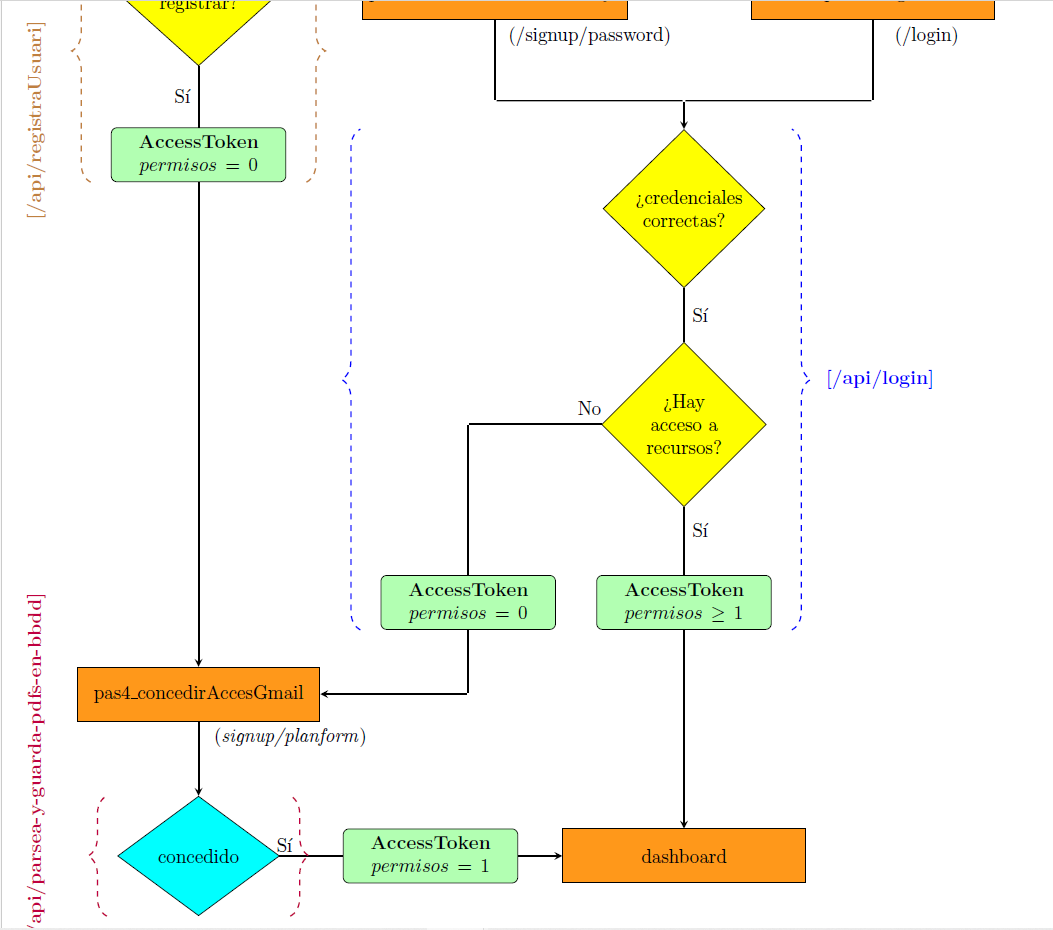 registrar?
(/signup/password)
(/login)
[/api/registraUsuari]
Sí
AccessToken
permisos = 0
¿credenciales
correctas?
Sí
[/api/login]
¿Hay
acceso a
recursos?
No
Sí
AccessToken
permisos = 0
AccessToken
permisos ≥ 1
/api/parsea-y-guarda-pdfs-en-bbdd]
pas4_concedirAccesGmail
(signup/planform)
concedido
Sí
AccessToken
permisos = 1
dashboard